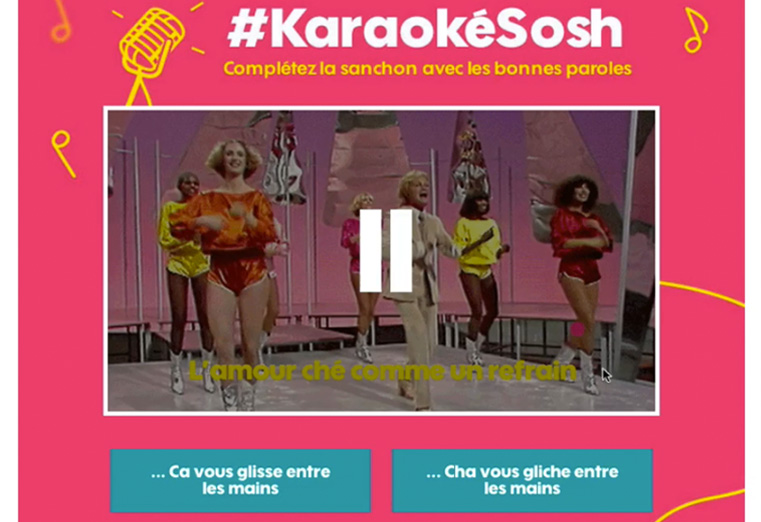 #KaraokéSosh
Complétez la sanchon avec les bonnes paroles
L'amour ché comme un refrain
... Ca vous glisse entre
les mains
... Cha vous gliche entre
les mains